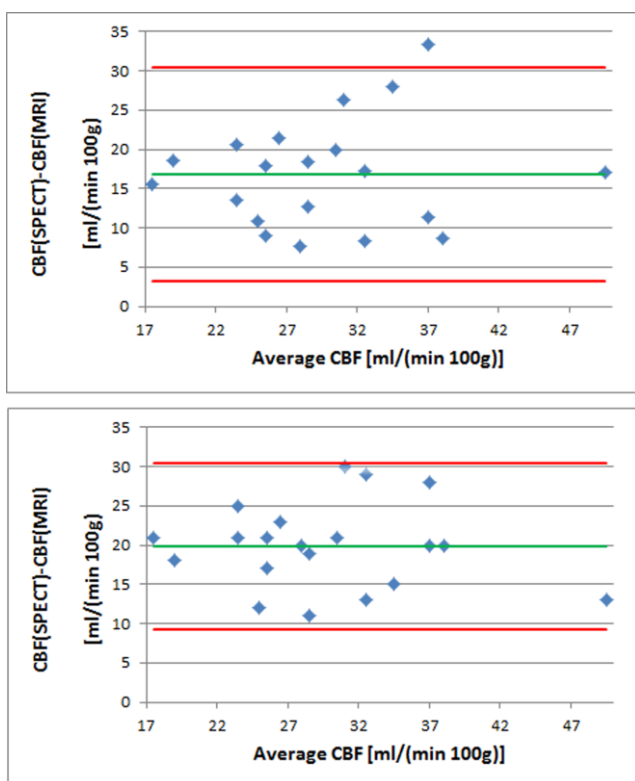 CBF(SPECT)-CBF(MRI)
[ml/(min 100g)]
35
30
25
20
15
10
5
0
17 22 27 32 37 42 47
Average CBF [ml/(min 100g)]
CBF(SPECT)-CBF(MRI)
[ml/(min 100g)]
35
30
25
20
15
10
5
0
17 22 27 32 37 42 47
Average CBF [ml/(min 100g)]